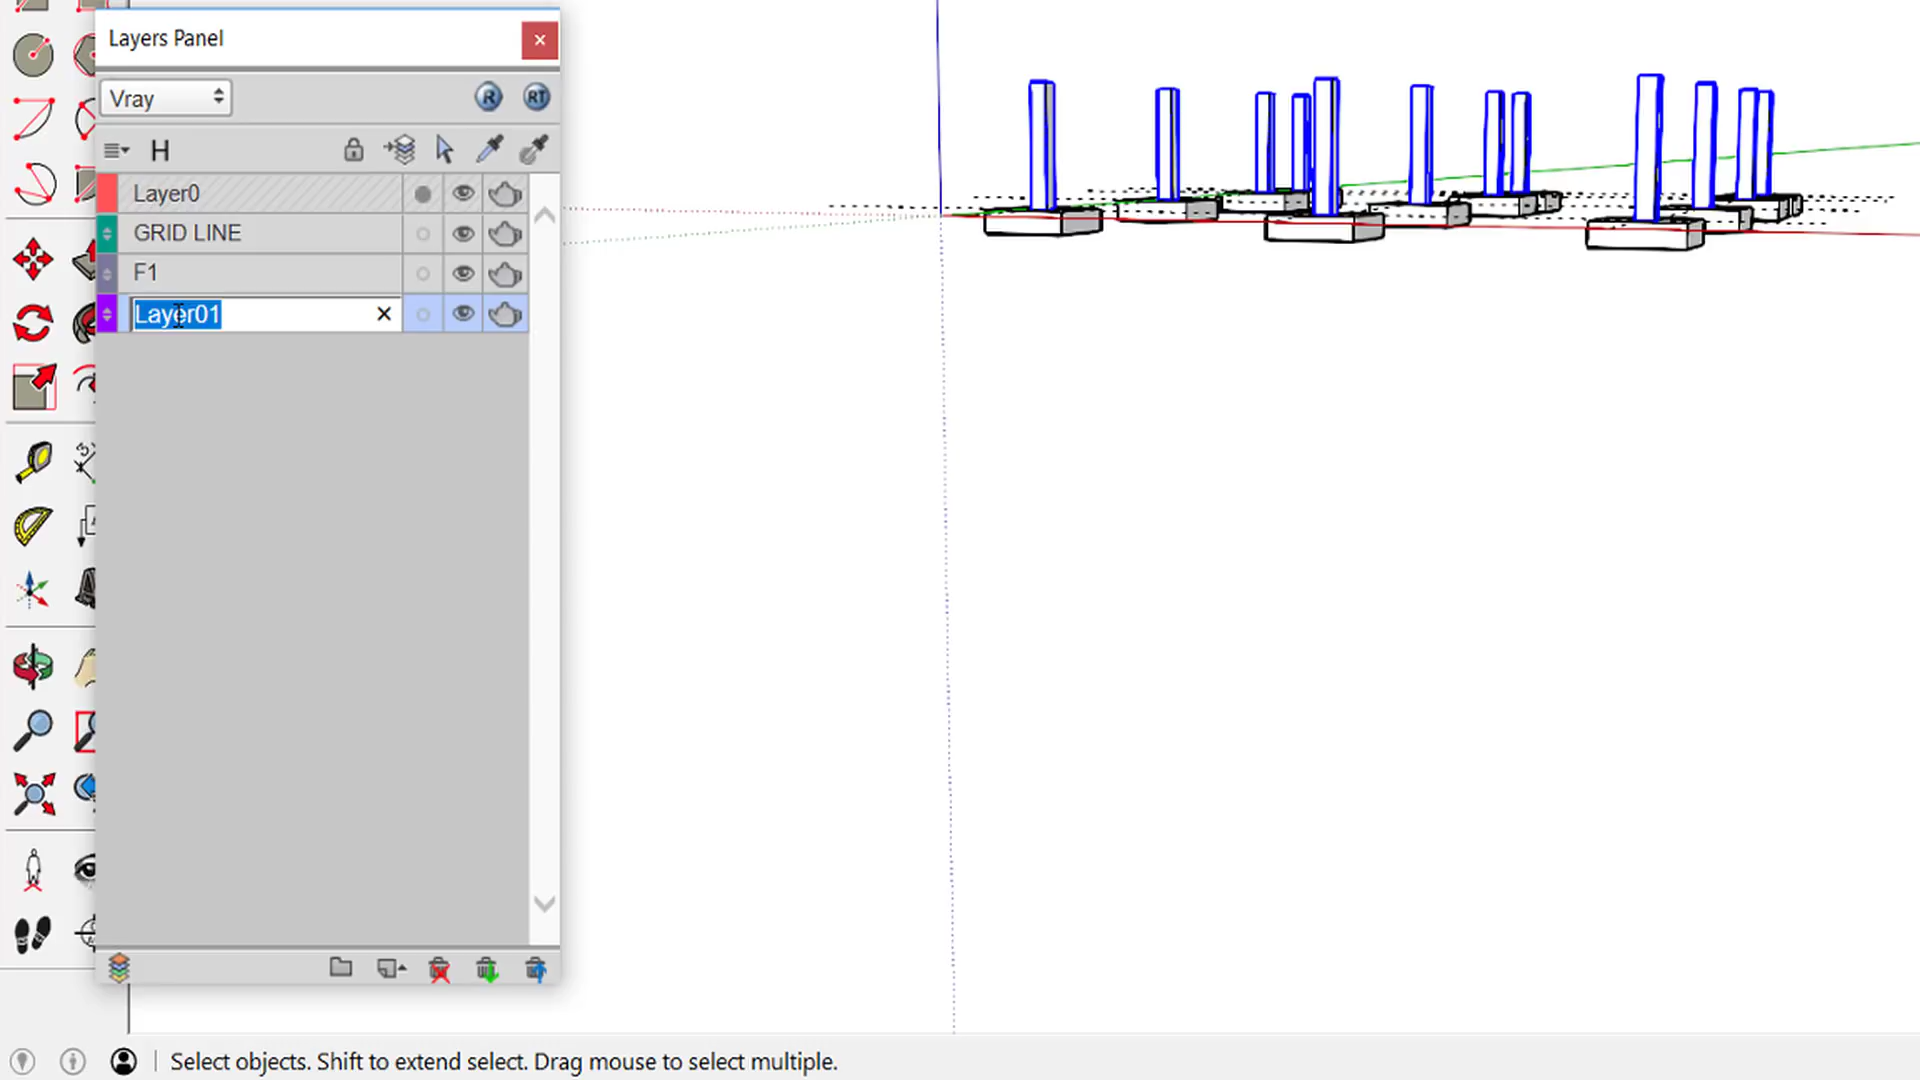 Layers Panel
Vray
R
RT
H
Layer0
GRID LINE
F1
Layer01
Select objects. Shift to extend select. Drag mouse to select multiple.